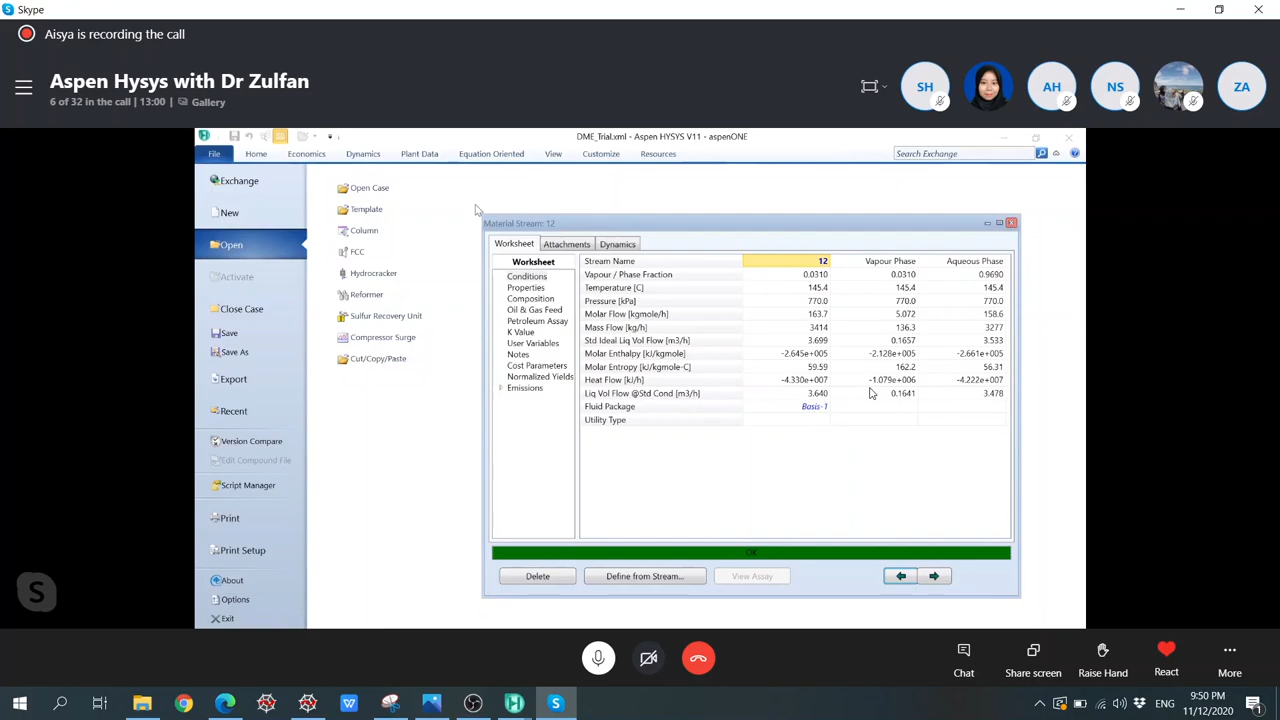 Skype
Aisya is recording the call
Aspen Hysys with Dr Zulfan
6 of 32 in the call | 13:00 | Gallery
SH
AH
NS
ZA
DME_Trial.xml - Aspen HYSYS V11 - aspenONE
File Home Economics Dynamics Plant Data Equation Oriented View Customize Resources Search Exchange
Exchange
New
Open
Activate
Close Case
Save
Save As
Export
Recent
Version Compare
Edit Compound File
Script Manager
Print
Print Setup
About
Options
Exit
Open Case
Template
Column
FCC
Hydrocracker
Reformer
Sulfur Recovery Unit
Compressor Surge
Cut/Copy/Paste
Material Stream: 12
Worksheet Attachments Dynamics
Worksheet
Conditions
Properties
Composition
Oil & Gas Feed
Petroleum Assay
K Value
User Variables
Notes
Cost Parameters
Normalized Yields
Emissions
Stream Name 12 Vapour Phase Aqueous Phase
Vapour / Phase Fraction 0.0310 0.0310 0.9690
Temperature [C] 145.4 145.4 145.4
Pressure [kPa] 770.0 770.0 770.0
Molar Flow [kgmole/h] 163.7 5.072 158.6
Mass Flow [kg/h] 3414 136.3 3277
Std Ideal Liq Vol Flow [m3/h] 3.699 0.1657 3.533
Molar Enthalpy [kJ/kgmole] -2.645e+005 -2.128e+005 -2.661e+005
Molar Entropy [kJ/kgmole-C] 59.59 162.2 56.31
Heat Flow [kJ/h] -4.330e+007 -1.079e+006 -4.222e+007
Liq Vol Flow @Std Cond [m3/h] 3.640 0.1641 3.478
Fluid Package Basis-1
Utility Type
OK
Delete Define from Stream... View Assay
Chat
Share screen
Raise Hand
React
More
ENG
9:50 PM
11/12/2020
1